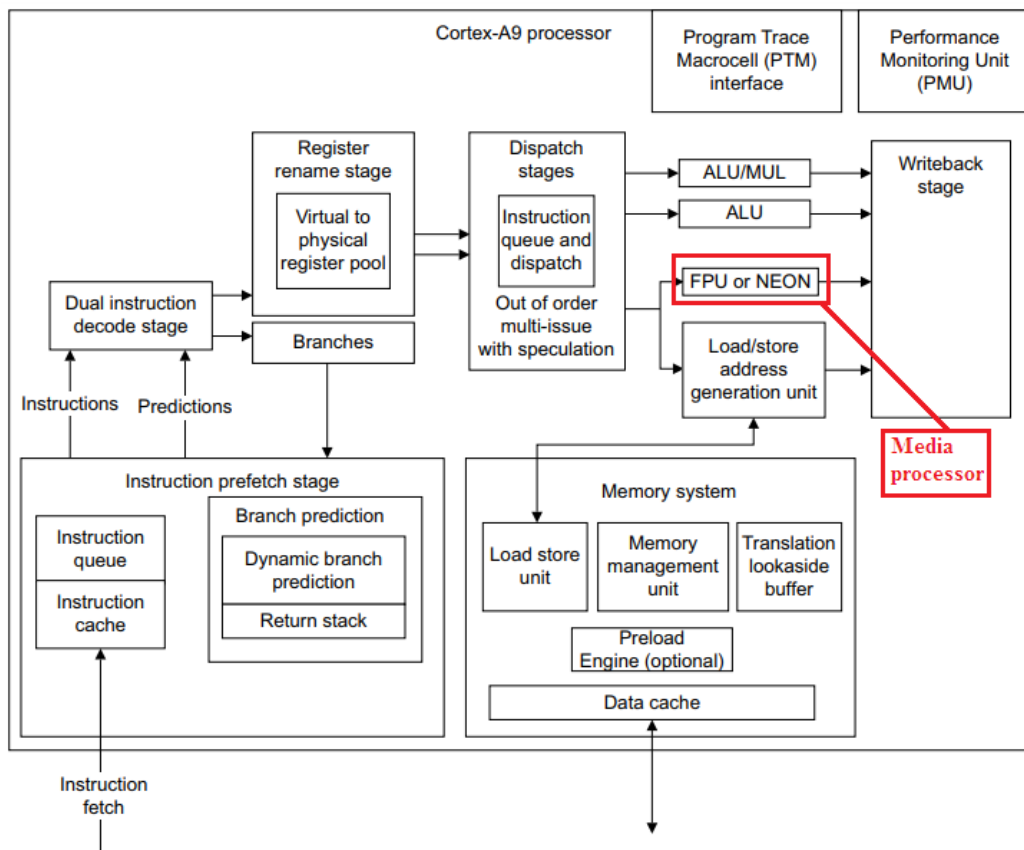 Cortex-A9 processor
Program Trace
Macrocell (PTM)
interface
Performance
Monitoring Unit
(PMU)
Register
rename stage
Virtual to
physical
register pool
Dispatch
stages
Instruction
queue and
dispatch
Out of order
multi-issue
with speculation
ALU/MUL
ALU
FPU or NEON
Load/store
address
generation unit
Writeback
stage
Dual instruction
decode stage
Branches
Instructions
Predictions
Media
processor
Instruction prefetch stage
Instruction
queue
Instruction
cache
Branch prediction
Dynamic branch
prediction
Return stack
Memory system
Load store
unit
Memory
management
unit
Translation
lookaside
buffer
Preload
Engine (optional)
Data cache
Instruction
fetch